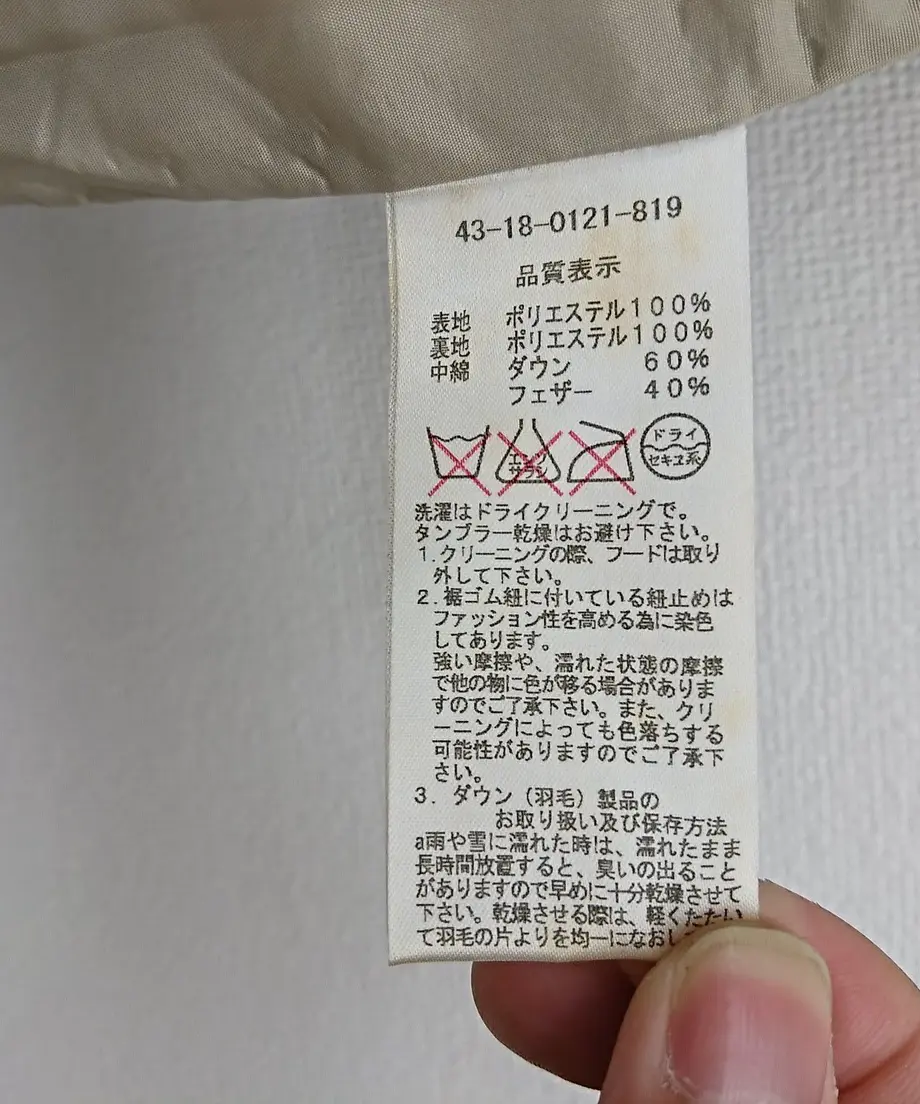 43-18-0121-819
品質表示
表地 ポリエステル100%
裏地 ポリエステル100%
中綿 ダウン 60%
フェザー 40%
エンソ
サラシ
ドライ
セキユ系
洗濯はドライクリーニングで。
タンブラー乾燥はお避け下さい。
1.クリーニングの際、フードは取り
外して下さい。
2.裾ゴム紐に付いている紐止めは
ファッション性を高める為に染色
してあります。
強い摩擦や、濡れた状態の摩擦
で他の物に色が移る場合がありま
すのでご了承下さい。また、クリ
ーニングによっても色落ちする
可能性がありますのでご了承下
さい。
3. ダウン(羽毛)製品の
お取り扱い及び保存方法
a雨や雪に濡れた時は、濡れたまま
長時間放置すると、臭いの出ること
がありますので早めに十分乾燥させて
下さい。乾燥させる際は、軽くたたい
て羽毛の片よりを均一になおし